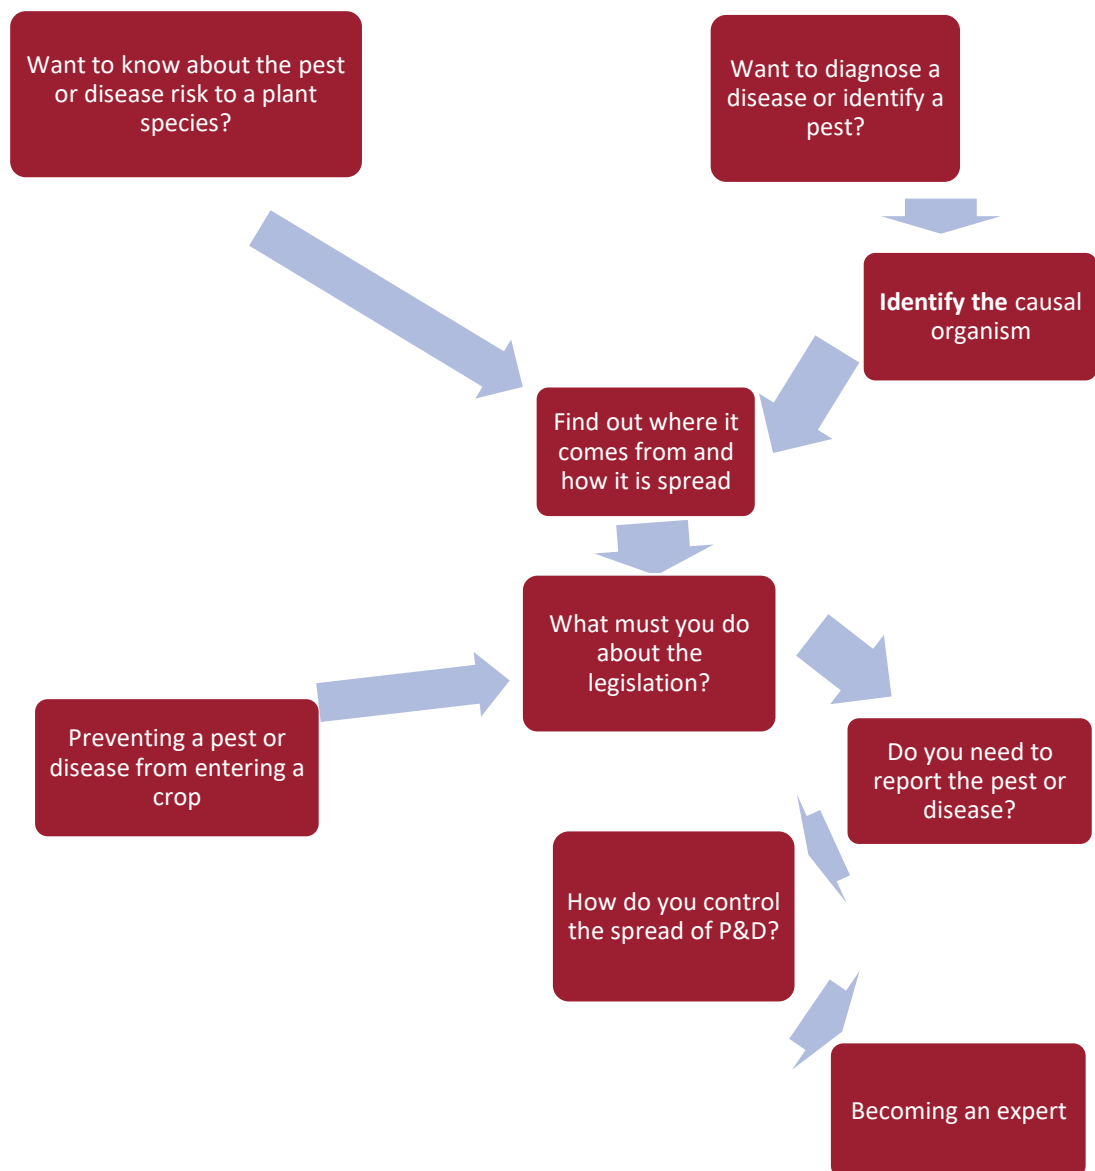 Want to know about the pest
or disease risk to a plant
species?
Want to diagnose a
disease or identify a
pest?
Identify the causal
organism
Find out where it
comes from and
how it is spread
What must you do
about the
legislation?
Preventing a pest or
disease from entering a
crop
Do you need to
report the pest or
disease?
How do you control
the spread of P&D?
Becoming an expert